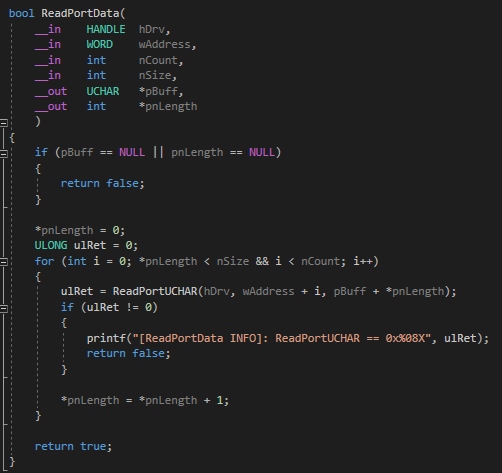 bool ReadPortData(
    __in   HANDLE  hDrv,
    __in   WORD    wAddress,
    __in   int     nCount,
    __in   int     nSize,
    __out  UCHAR   *pBuff,
    __out  int     *pnLength
    )
{
    if (pBuff == NULL || pnLength == NULL)
    {
        return false;
    }

    *pnLength = 0;
    ULONG ulRet = 0;
    for (int i = 0; *pnLength < nSize && i < nCount; i++)
    {
        ulRet = ReadPortUCHAR(hDrv, wAddress + i, pBuff + *pnLength);
        if (ulRet != 0)
        {
            printf("[ReadPortData INFO]: ReadPortUCHAR == 0x%08X", ulRet);
            return false;
        }

        *pnLength = *pnLength + 1;
    }

    return true;
}